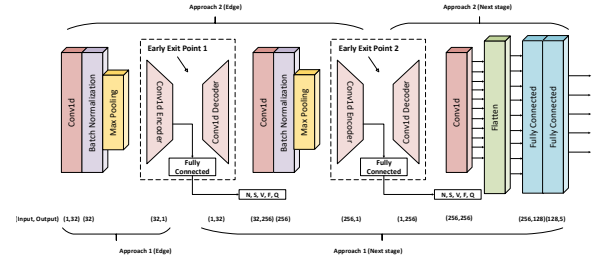 Approach 2 (Edge)
Approach 2 (Next stage)
Early Exit Point 1
Early Exit Point 2
Conv1d
Batch Normalization
Max Pooling
Conv1d Encoder
Conv1d Decoder
Fully
Connected
N, S, V, F, Q
Conv1d
Batch Normalization
Max Pooling
Conv1d Encoder
Conv1d Decoder
Fully
Connected
N, S, V, F, Q
Conv1d
Flatten
Fully Connected
Fully Connected
(Input, Output) (1,32) (32) (32,1) (1,32) (32,256) (256) (256,1) (1,256) (256,256) (256,128)(128,5)
Approach 1 (Edge)
Approach 1 (Next stage)